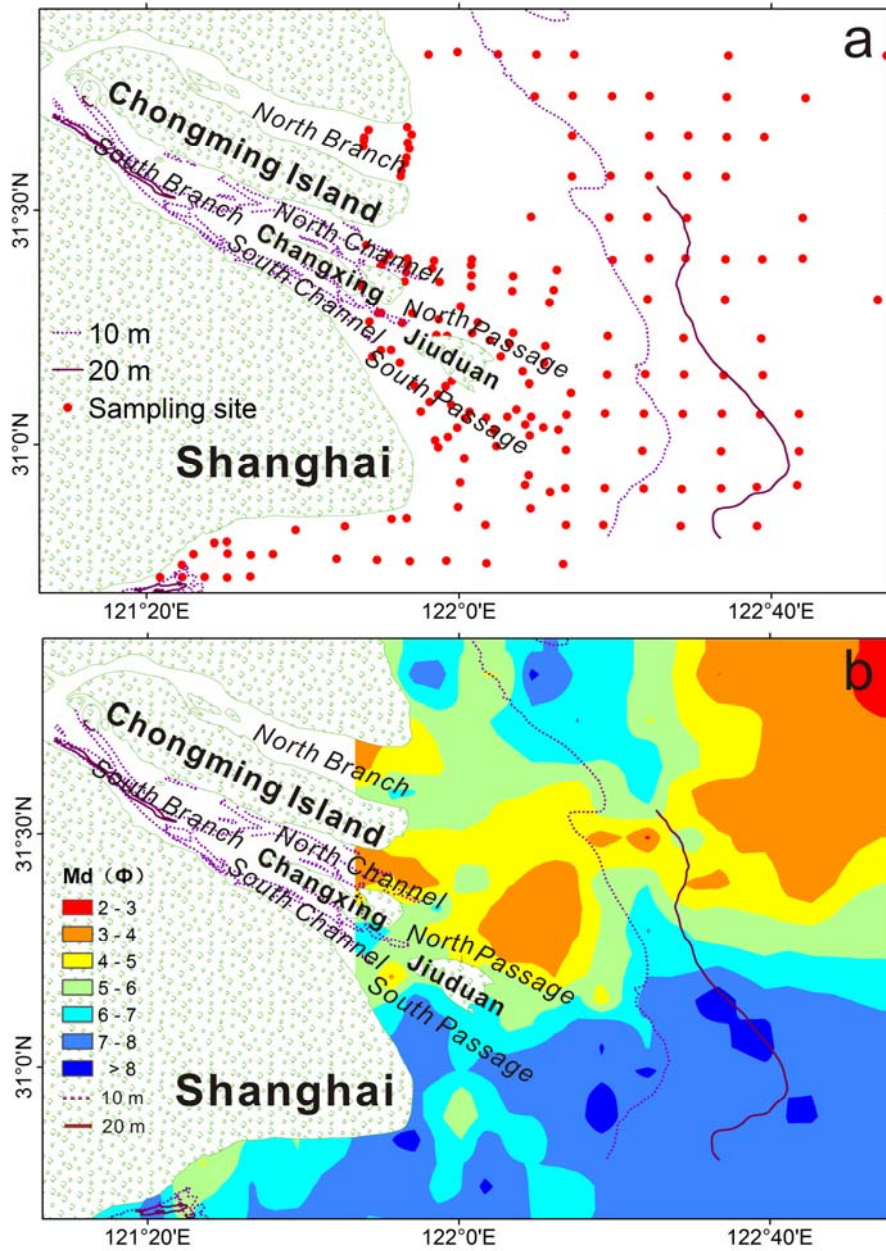 a
North Branch
Chongming Island
South Branch
North Channel
Changxing
South Channel
North Passage
Jiuduan
South Passage
10 m
20 m
Sampling site
Shanghai
31°30'N
31°0'N
121°20'E
122°0'E
122°40'E
b
North Branch
Chongming Island
South Branch
North Channel
Changxing
South Channel
North Passage
Jiuduan
South Passage
Md (Φ)
2 - 3
3 - 4
4 - 5
5 - 6
6 - 7
7 - 8
> 8
10 m
20 m
Shanghai
31°30'N
31°0'N
121°20'E
122°0'E
122°40'E